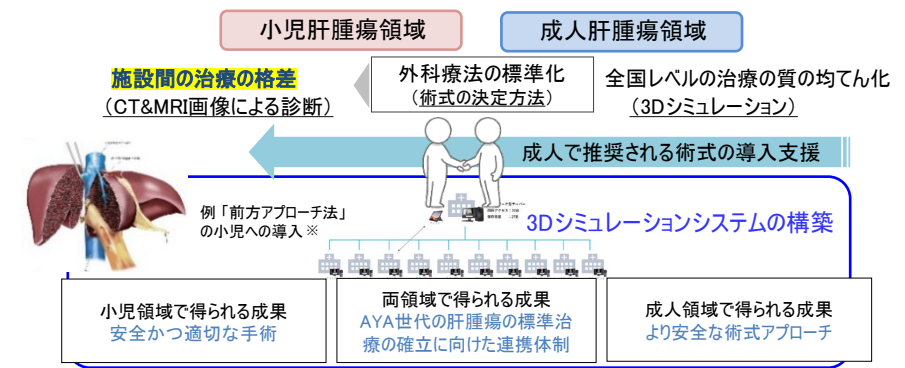 小児肝腫瘍領域
成人肝腫瘍領域
施設間の治療の格差
（CT&MRI画像による診断）
外科療法の標準化
（術式の決定方法）
全国レベルの治療の質の均てん化
（3Dシミュレーション）
成人で推奨される術式の導入支援
例 「前方アプローチ法」
の小児への導入※
3Dシミュレーションシステムの構築
小児領域で得られる成果
安全かつ適切な手術
両領域で得られる成果
AYA世代の肝腫瘍の標準治
療の確立に向けた連携体制
成人領域で得られる成果
より安全な術式アプローチ